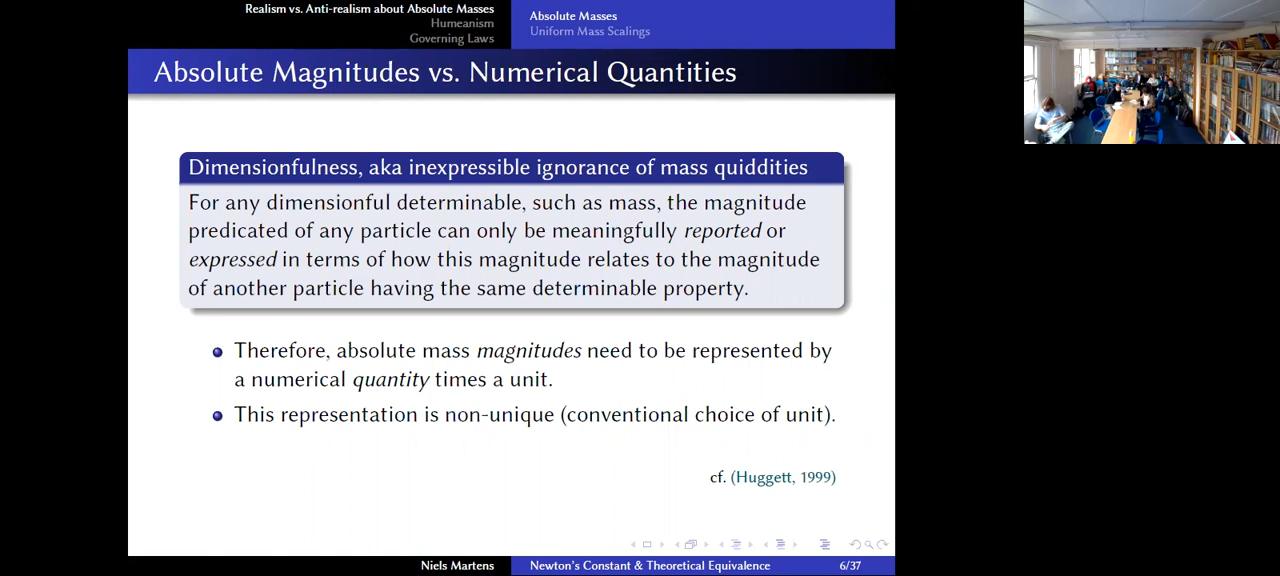 Realism vs. Anti-realism about Absolute Masses
Humeanism
Governing Laws
Absolute Masses
Uniform Mass Scalings
Absolute Magnitudes vs. Numerical Quantities
Dimensionfulness, aka inexpressible ignorance of mass quiddities
For any dimensionful determinable, such as mass, the magnitude
predicated of any particle can only be meaningfully reported or
expressed in terms of how this magnitude relates to the magnitude
of another particle having the same determinable property.
Therefore, absolute mass magnitudes need to be represented by
a numerical quantity times a unit.
This representation is non-unique (conventional choice of unit).
cf. (Huggett, 1999)
Niels Martens
Newton's Constant & Theoretical Equivalence
6/37